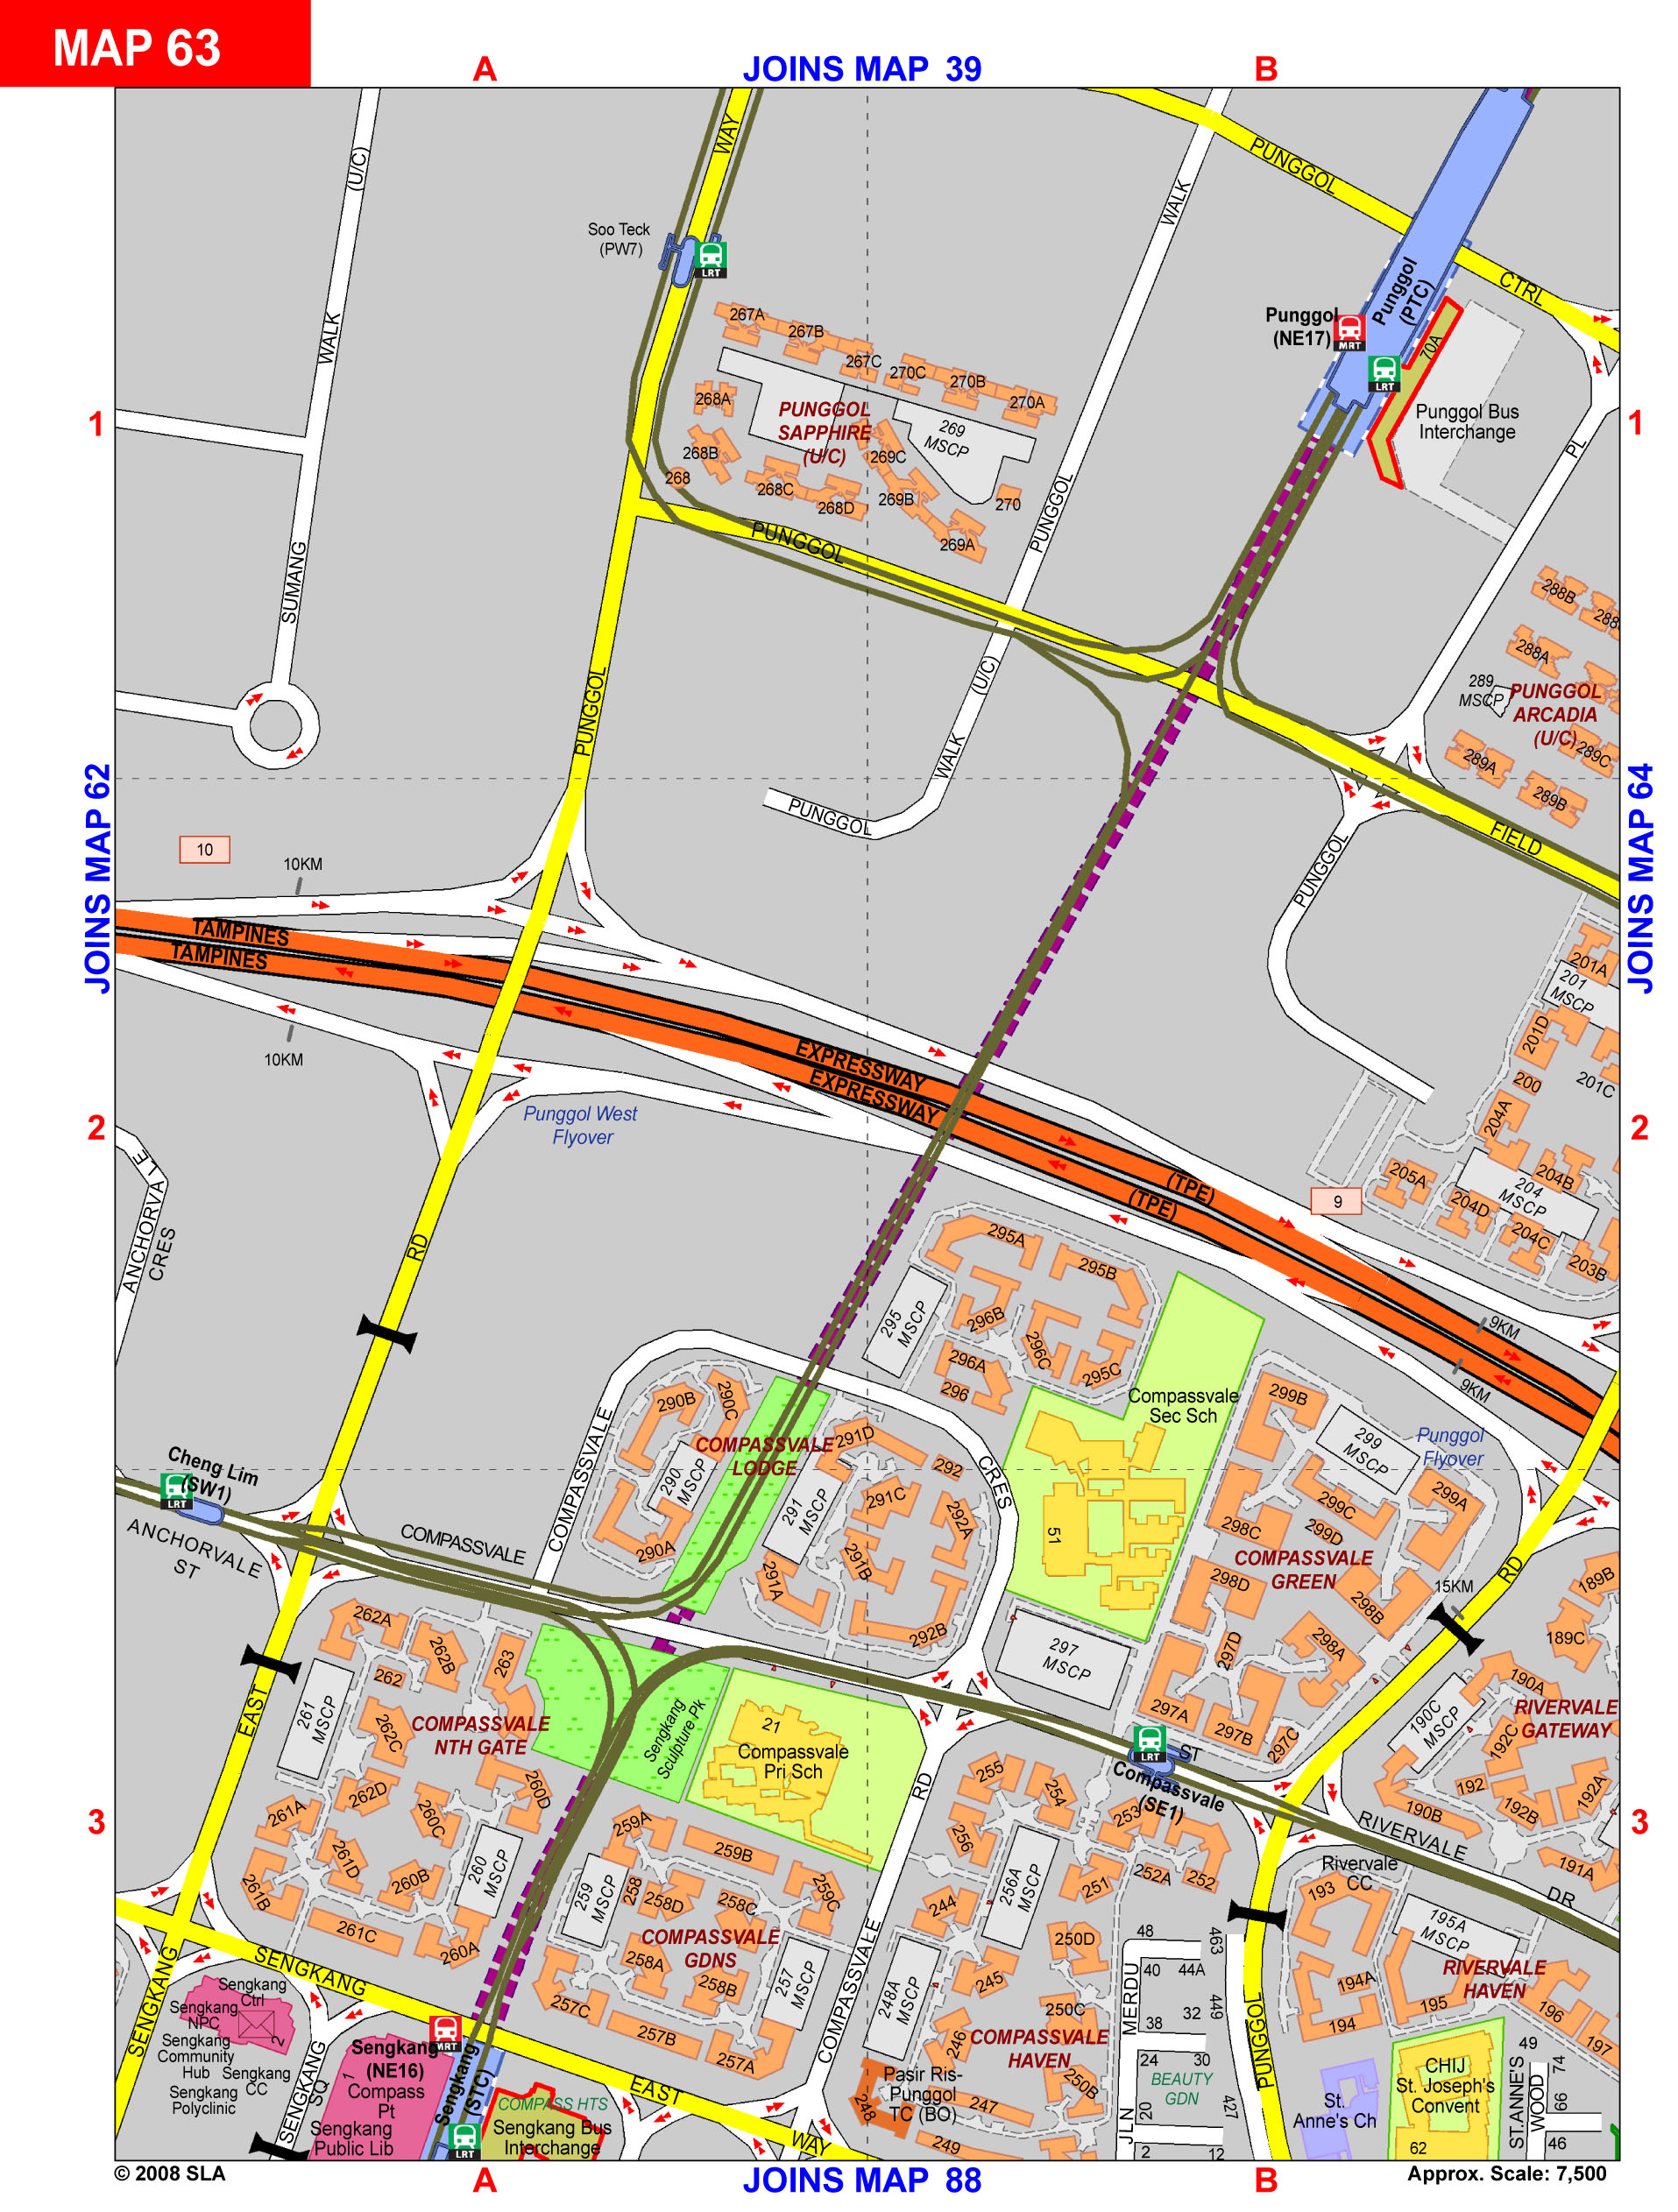 MAP 63
A
JOINS MAP 39
B
WAY
PUNGGOL
(U/C)
WALK
Soo Teck
(PW7)
LRT
CTRL
Punggol
(PTC)
Punggol
(NE17)
MRT
LRT
70A
Punggol Bus
Interchange
267A
267B
267C
270C
270B
270A
268A
PUNGGOL
SAPPHIRE
(U/C)
269
MSCP
268B
269C
268
268C
268D
269B
270
269A
1
1
WALK
PL
SUMANG
PUNGGOL
PUNGGOL
288B
288A
289
MSCP
PUNGGOL
ARCADIA
(U/C)
289C
289A
289B
PUNGGOL
(U/C)
WALK
PUNGGOL
FIELD
PUNGGOL
JOINS MAP 62
JOINS MAP 64
10
10KM
TAMPINES
TAMPINES
10KM
EXPRESSWAY
EXPRESSWAY
Punggol West
Flyover
201A
201
MSCP
201D
200
201C
204A
204B
204
MSCP
205A
204D
204C
203B
2
2
(TPE)
(TPE)
9
9KM
9KM
ANCHORVALE
CRES
RD
295A
295B
295
MSCP
296B
296C
296A
296
295C
Compassvale
Sec Sch
299B
299
MSCP
Punggol
Flyover
290B
290C
COMPASSVALE
LODGE
291D
292
290
MSCP
291
MSCP
291C
292A
CRES
COMPASSVALE
290A
291A
291B
292B
51
298C
299C
299D
299A
COMPASSVALE
GREEN
298D
298B
15KM
RD
189B
189C
Cheng Lim
(SW1)
LRT
ANCHORVALE
ST
COMPASSVALE
262A
262B
263
262
261
MSCP
262C
COMPASSVALE
NTH GATE
EAST
Sengkang
Sculpture Pk
21
Compassvale
Pri Sch
297
MSCP
297D
298A
297A
297B
297C
190A
RIVERVALE
GATEWAY
190C
MSCP
192C
192
192B
192A
190B
LRT
ST
Compassvale
(SE1)
3
3
261A
262D
260C
260D
261D
260B
261B
261C
260A
260
MSCP
259A
259B
259
MSCP
258
258D
258C
259C
COMPASSVALE
GDNS
258A
258B
257
MSCP
257C
257B
257A
RD
COMPASSVALE
255
254
256
253
256A
MSCP
251
252A
252
244
250D
245
248A
MSCP
246
250C
COMPASSVALE
HAVEN
250B
Pasir Ris-
Punggol
TC (BO)
248
247
249
RIVERVALE
DR
191A
Rivervale
CC
193
195A
MSCP
194A
195
RIVERVALE
HAVEN
194
196
197
48
463
40
44A
MERDU
449
38
32
24
30
BEAUTY
GDN
20
427
JLN
2
12
PUNGGOL
St.
Anne's Ch
CHIJ
St. Joseph's
Convent
62
ST.ANNE'S
WOOD
49
74
66
46
SENGKANG
SENGKANG
EAST
WAY
Sengkang
Ctrl
Sengkang
NPC
2
Sengkang
Community
Hub
Sengkang
CC
Sengkang
Polyclinic
SENGKANG
SQ
MRT
Sengkang
(NE16)
1
Compass
Pt
Sengkang
Public Lib
Sengkang
(STC)
LRT
COMPASS HTS
Sengkang Bus
Interchange
© 2008 SLA
A
JOINS MAP 88
B
Approx. Scale: 7,500